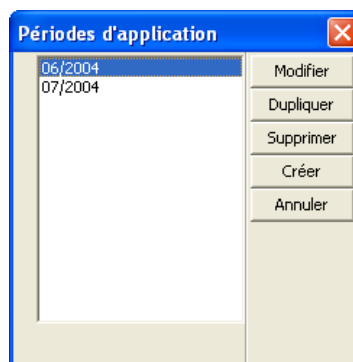 Périodes d'application
06/2004
07/2004
Modifier
Dupliquer
Supprimer
Créer
Annuler